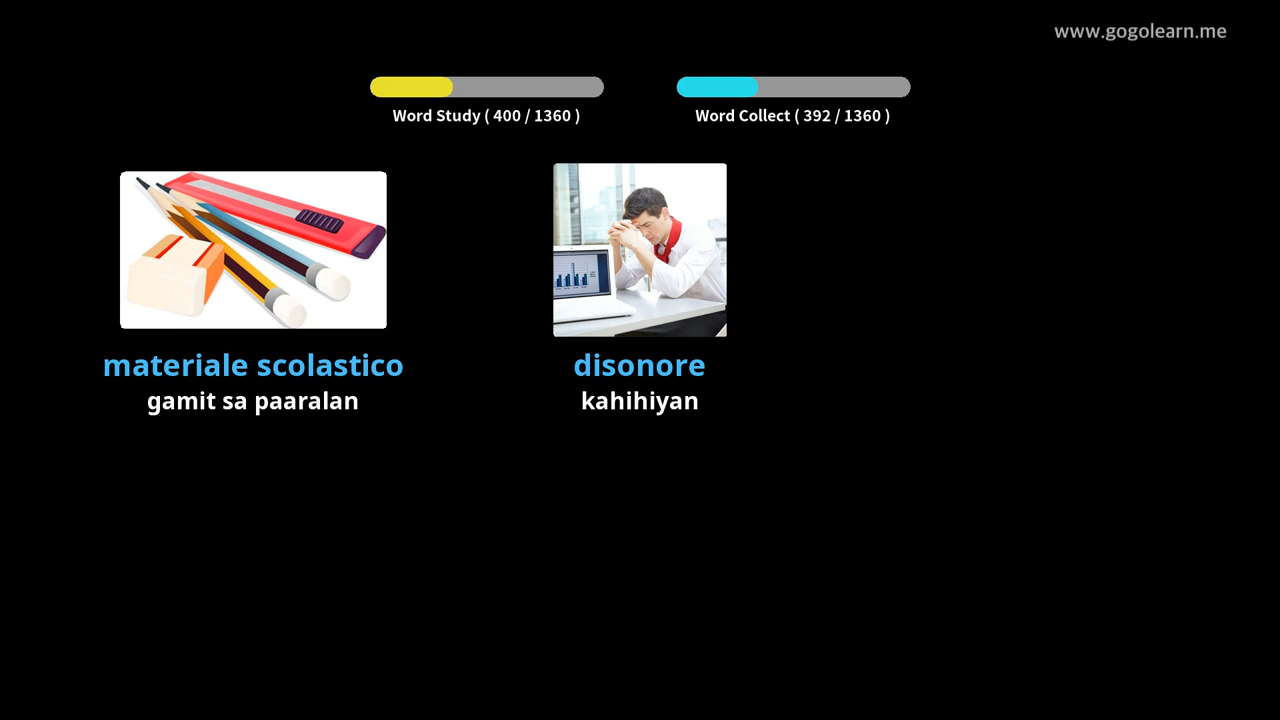 www.gogolearn.me
Word Study ( 400 / 1360 )
Word Collect ( 392 / 1360 )
materiale scolastico
gamit sa paaralan
disonore
kahihiyan